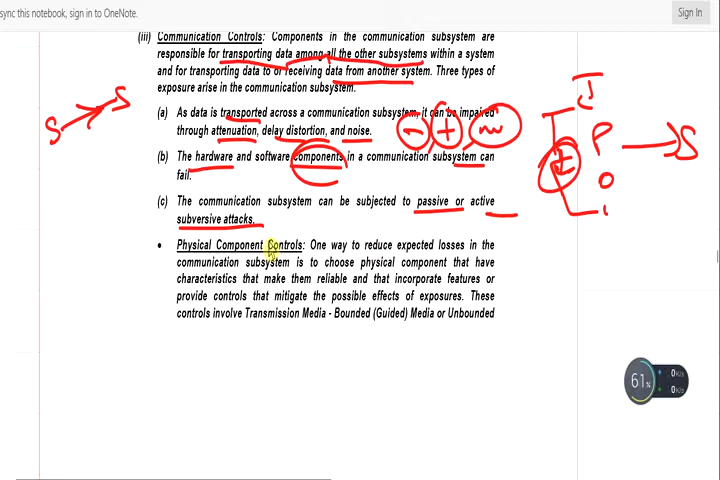 sync this notebook, sign in to OneNote.
Sign In
(iii) Communication Controls: Components in the communication subsystem are
responsible for transporting data among all the other subsystems within a system
and for transporting data to or receiving data from another system. Three types of
exposure arise in the communication subsystem.
(a) As data is transported across a communication subsystem, it can be impaired
through attenuation, delay distortion, and noise.
(b) The hardware and software components in a communication subsystem can
fail.
(c) The communication subsystem can be subjected to passive or active
subversive attacks.
• Physical Component Controls: One way to reduce expected losses in the
communication subsystem is to choose physical component that have
characteristics that make them reliable and that incorporate features or
provide controls that mitigate the possible effects of exposures. These
controls involve Transmission Media - Bounded (Guided) Media or Unbounded
S S
P
O
S
61%
0K/s
0K/s